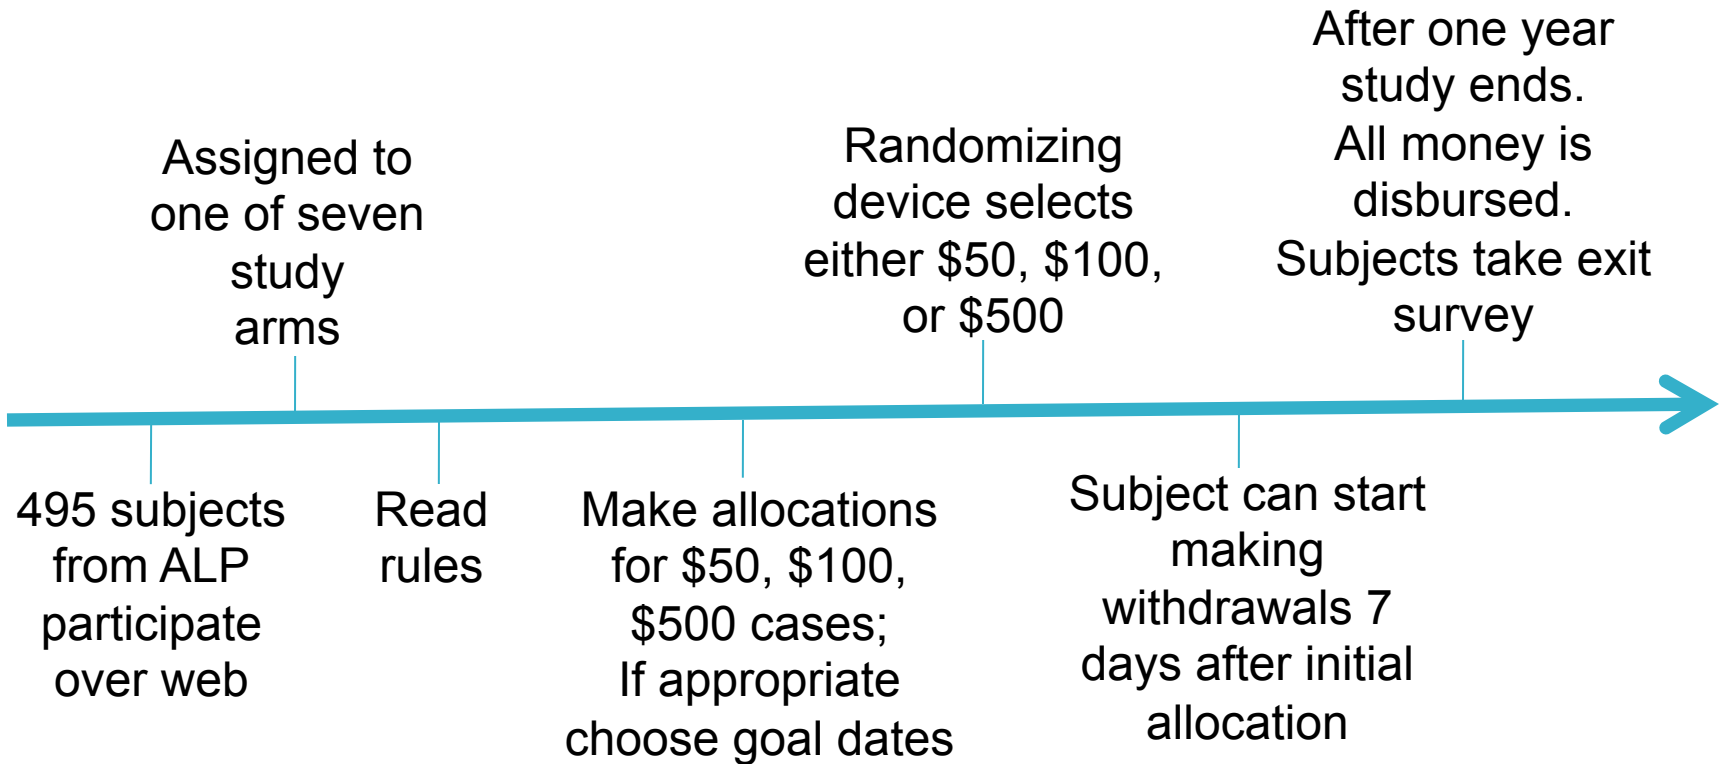 495 subjects
from ALP
participate
over web
Assigned to
one of seven
study
arms
Read
rules
Make allocations
for $50, $100,
$500 cases;
If appropriate
choose goal dates
Randomizing
device selects
either $50, $100,
or $500
Subject can start
making
withdrawals 7
days after initial
allocation
After one year
study ends.
All money is
disbursed.
Subjects take exit
survey